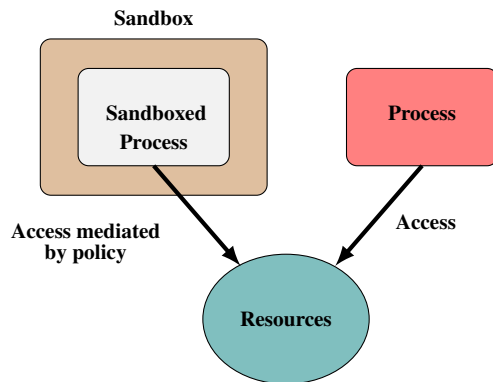 Sandbox
Sandboxed
Process
Process
Access mediated
by policy
Access
Resources